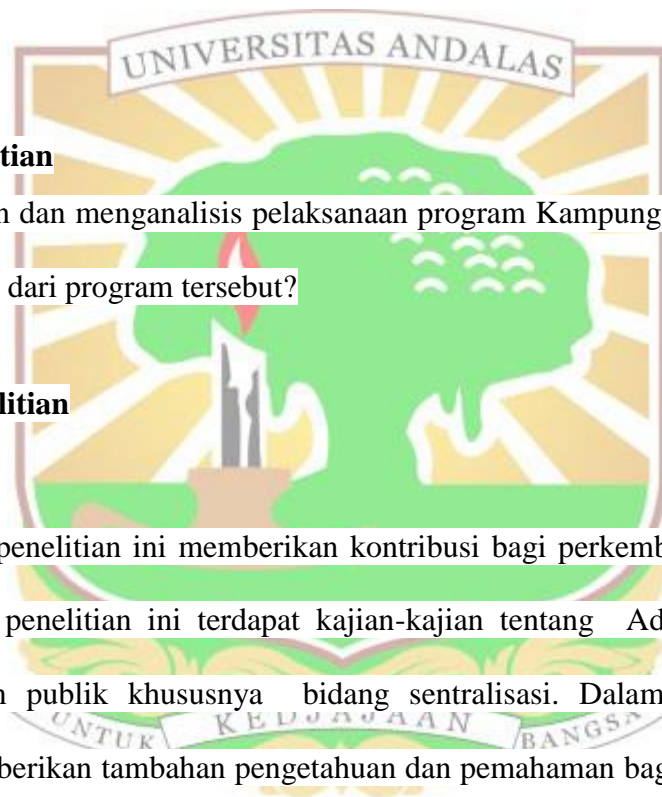 UNIVERSITAS ANDALAS
tian
n dan menganalisis pelaksanaan program Kampung
dari program tersebut?
litian
penelitian ini memberikan kontribusi bagi perkemb
penelitian ini terdapat kajian-kajian tentang Ad
n publik khususnya bidang sentralisasi. Dalam
UNTUK KEDJAJAAN BANGSA
berikan tambahan pengetahuan dan pemahaman bag